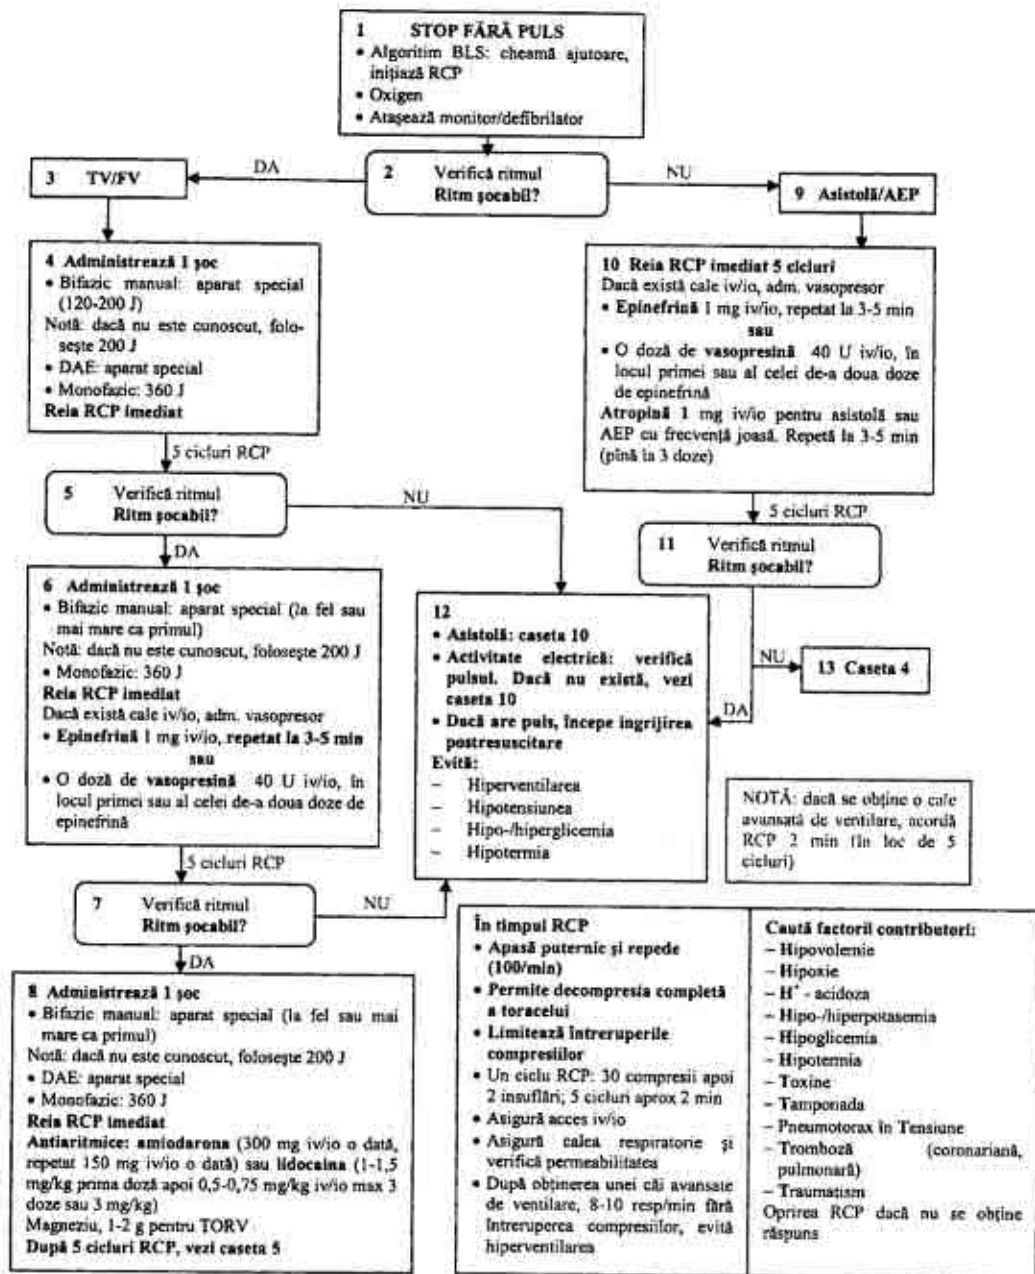 1 STOP FĂRĂ PULS
• Algoritim BLS: cheamă ajutoare,
inițiază RCP
• Oxigen
• Atașează monitor/defibrilator
2 Verifică ritmul
Ritm șocabil?
DA
NU
3 TV/FV
9 Asistolă/AEP
4 Administrează 1 șoc
• Bifazic manual: aparat special
(120-200 J)
Notă: dacă nu este cunoscut, folo-
sește 200 J
• DAE: aparat special
• Monofazic: 360 J
Reia RCP imediat
5 cicluri RCP
10 Reia RCP imediat 5 cicluri
Dacă există cale iv/io, adm. vasopresor
• Epinefrină 1 mg iv/io, repetat la 3-5 min
sau
• O doză de vasopresină 40 U iv/io, în
locul primei sau al celei de-a doua doze
de epinefrină
Atropină 1 mg iv/io pentru asistolă sau
AEP cu frecvență joasă. Repetă la 3-5 min
(pînă la 3 doze)
5 cicluri RCP
5 Verifică ritmul
Ritm șocabil?
NU
DA
11 Verifică ritmul
Ritm șocabil?
NU
DA
13 Caseta 4
6 Administrează 1 șoc
• Bifazic manual: aparat special (la fel sau
mai mare ca primul)
Notă: dacă nu este cunoscut, folosește 200 J
• Monofazic: 360 J
Reia RCP imediat
Dacă există cale iv/io, adm. vasopresor
• Epinefrină 1 mg iv/io, repetat la 3-5 min
sau
• O doză de vasopresină 40 U iv/io, în
locul primei sau al celei de-a doua doze de
epinefrină
5 cicluri RCP
12
• Asistolă: caseta 10
• Activitate electrică: verifică
pulsul. Dacă nu există, vezi
caseta 10
• Dacă are puls, începe îngrijirea
postresuscitare
Evită:
– Hiperventilarea
– Hipotensiunea
– Hipo-/hiperglicemia
– Hipotermia
NOTĂ: dacă se obține o cale
avansată de ventilare, acordă
RCP 2 min (în loc de 5
cicluri)
7 Verifică ritmul
Ritm șocabil?
NU
DA
8 Administrează 1 șoc
• Bifazic manual: aparat special (la fel sau mai
mare ca primul)
Notă: dacă nu este cunoscut, folosește 200 J
• DAE: aparat special
• Monofazic: 360 J
Reia RCP imediat
Antiaritmice: amiodarona (300 mg iv/io o dată,
repetat 150 mg iv/io o dată) sau lidocaina (1-1,5
mg/kg prima doză apoi 0,5-0,75 mg/kg iv/io max 3
doze sau 3 mg/kg)
Magneziu, 1-2 g pentru TORV
După 5 cicluri RCP, vezi caseta 5
În timpul RCP
• Apasă puternic și repede
(100/min)
• Permite decompresia completă
a toracelui
• Limitează întreruperile
compresiilor
• Un ciclu RCP: 30 compresii apoi
2 insuflări; 5 cicluri aprox 2 min
• Asigură acces iv/io
• Asigură calea respiratorie și
verifică permeabilitatea
• După obținerea unei căi avansate
de ventilare, 8-10 resp/min fără
întreruperea compresiilor, evită
hiperventilarea
Caută factorii contributori:
– Hipovolemie
– Hipoxie
– H⁺ - acidoza
– Hipo-/hiperpotasemia
– Hipoglicemia
– Hipotermia
– Toxine
– Tamponada
– Pneumotorax în Tensiune
– Tromboză (coronariană,
pulmonară)
– Traumatism
Oprirea RCP dacă nu se obține
răspuns